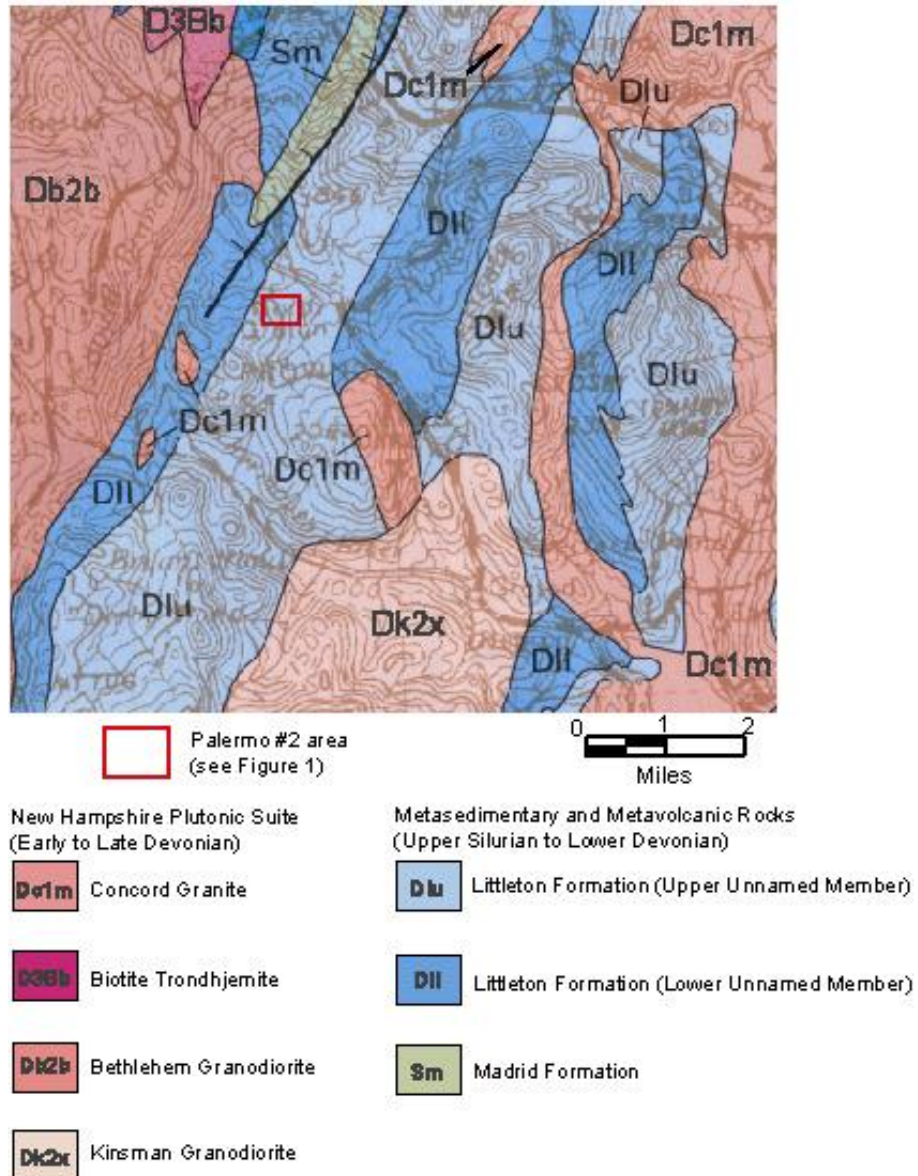 D3Bb
Sm
Dc1m
Dc1m
Dlu
Db2b
Dll
Dll
Dlu
Dlu
Dc1m
Dc1m
Dll
Dlu
Dk2x
Dll
Dc1m
Palermo #2 area
(see Figure 1)
0 1 2
Miles
New Hampshire Plutonic Suite
(Early to Late Devonian)
Dc1m Concord Granite
D3Bb Biotite Trondhjemite
Db2b Bethlehem Granodiorite
Dk2x Kinsman Granodiorite
Metasedimentary and Metavolcanic Rocks
(Upper Silurian to Lower Devonian)
Dlu Littleton Formation (Upper Unnamed Member)
Dll Littleton Formation (Lower Unnamed Member)
Sm Madrid Formation